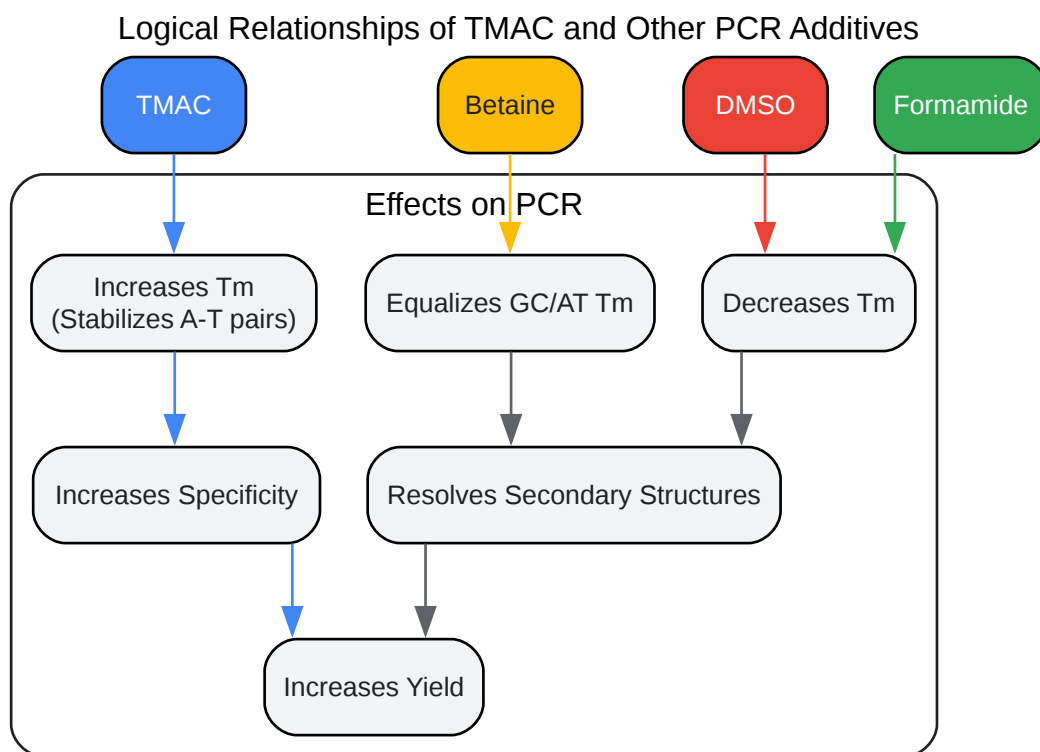 Logical Relationships of TMAC and Other PCR Additives
TMAC
Betaine
DMSO
Formamide
Effects on PCR
Increases Tm
(Stabilizes A-T pairs)
Equalizes GC/AT Tm
Decreases Tm
Increases Specificity
Resolves Secondary Structures
Increases Yield